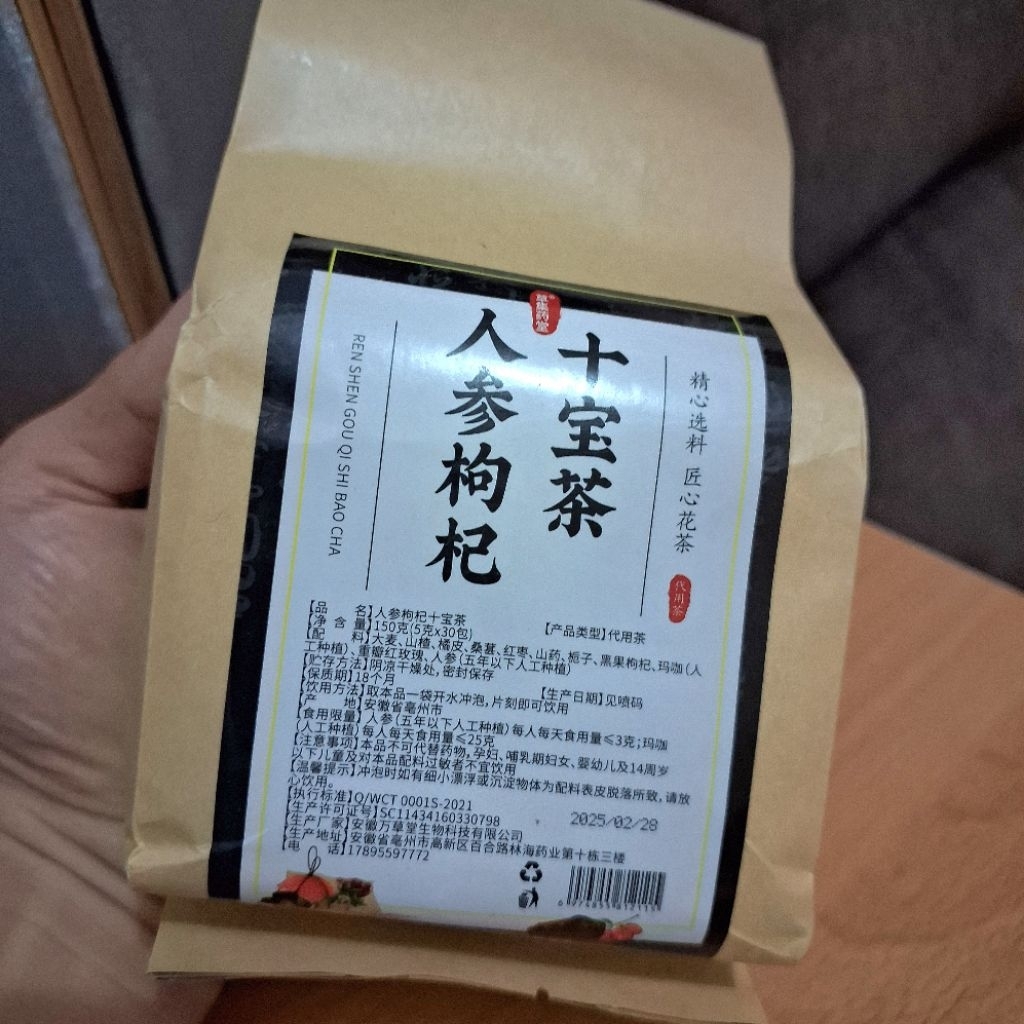 草集药堂
人参枸杞
十宝茶
REN SHEN GOU QI SHI BAO CHA
精心选料 匠心花茶
代用茶
【品 名】人参枸杞十宝茶
【净 含 量】150克(5克x30包) 【产品类型】代用茶
【配 料】大麦、山楂、橘皮、桑葚、红枣、山药、栀子、黑果枸杞、玛咖(人
工种植)、重瓣红玫瑰、人参(五年以下人工种植)
【贮存方法】阴凉干燥处,密封保存
【保质期】18个月 【生产日期】见喷码
【饮用方法】取本品一袋开水冲泡,片刻即可饮用
【产 地】安徽省亳州市
【食用限量】人参(五年以下人工种植)每人每天食用量≤3克;玛咖
(人工种植)每人每天食用量≤25克
【注意事项】本品不可代替药物,孕妇、哺乳期妇女、婴幼儿及14周岁
以下儿童及对本品配料过敏者不宜饮用
【温馨提示】冲泡时如有细小漂浮或沉淀物体为配料表皮脱落所致,请放
心饮用。
【执行标准】Q/WCT 0001S-2021
【生产许可证号】SC11434160330798
2025/02/28
【生产厂家】安徽万草堂生物科技有限公司
【生产地址】安徽省亳州市高新区百合路林海药业第十栋三楼
【电 话】17895597772